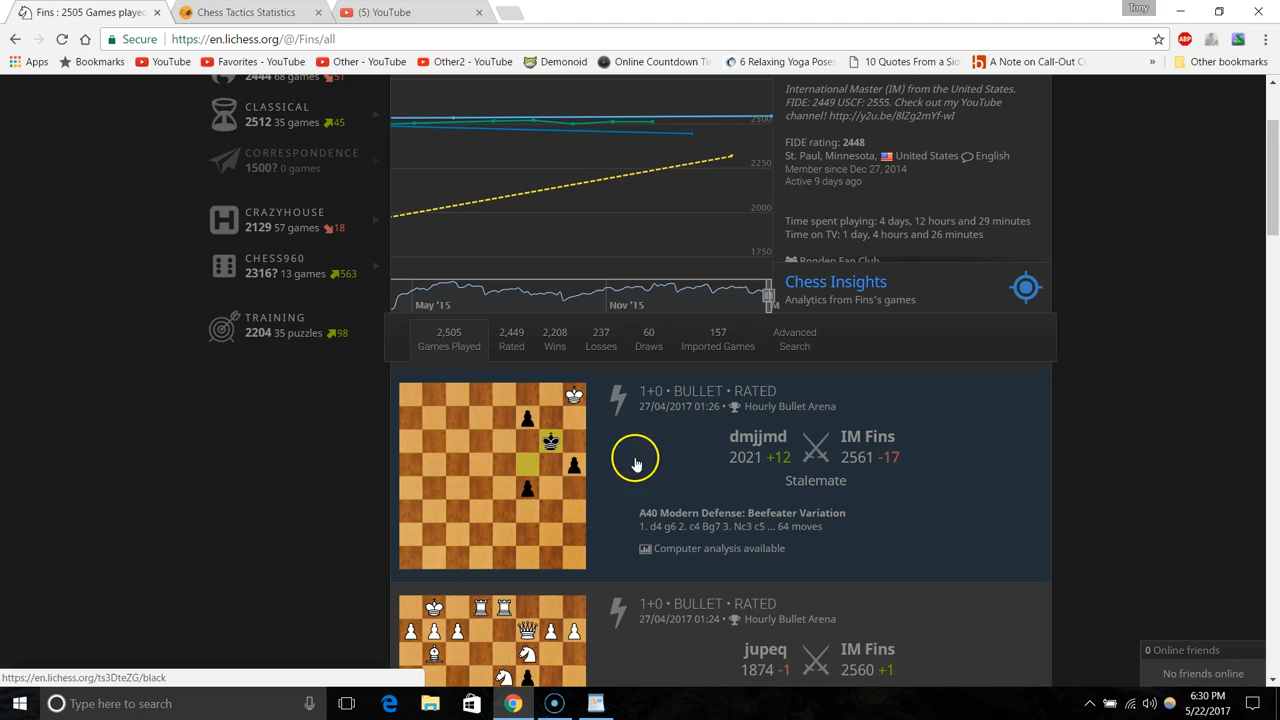 Fins : 2505 Games played
Chess Tactics Statistics
(5) YouTube
Tony
Secure
https://en.lichess.org/@/Fins/all
Apps
Bookmarks
YouTube
Favorites - YouTube
Other - YouTube
Other2 - YouTube
Demonoid
Online Countdown Tim
6 Relaxing Yoga Poses
10 Quotes From a Sio
A Note on Call-Out C
Other bookmarks
2444 68 games 51
CLASSICAL
2512 35 games 45
CORRESPONDENCE
1500? 0 games
CRAZYHOUSE
2129 57 games 18
CHESS960
2316? 13 games 563
TRAINING
2204 35 puzzles 98
2500
2250
2000
1750
May '15
Nov '15
M
International Master (IM) from the United States.
FIDE: 2449 USCF: 2555. Check out my YouTube
channel! http://y2u.be/8lZg2mYf-wI
FIDE rating: 2448
St. Paul, Minnesota, United States English
Member since Dec 27, 2014
Active 9 days ago
Time spent playing: 4 days, 12 hours and 29 minutes
Time on TV: 1 day, 4 hours and 26 minutes
Chess Insights
Analytics from Fins's games
2,505
Games Played
2,449
Rated
2,208
Wins
237
Losses
60
Draws
157
Imported Games
Advanced
Search
1+0 • BULLET • RATED
27/04/2017 01:26 Hourly Bullet Arena
dmjjmd IM Fins
2021 +12 2561 -17
Stalemate
A40 Modern Defense: Beefeater Variation
1. d4 g6 2. c4 Bg7 3. Nc3 c5 ... 64 moves
Computer analysis available
1+0 • BULLET • RATED
27/04/2017 01:24 Hourly Bullet Arena
jupeq IM Fins
1874 -1 2560 +1
0 Online friends
No friends online
https://en.lichess.org/ts3DteZG/black
Type here to search
6:30 PM
5/22/2017